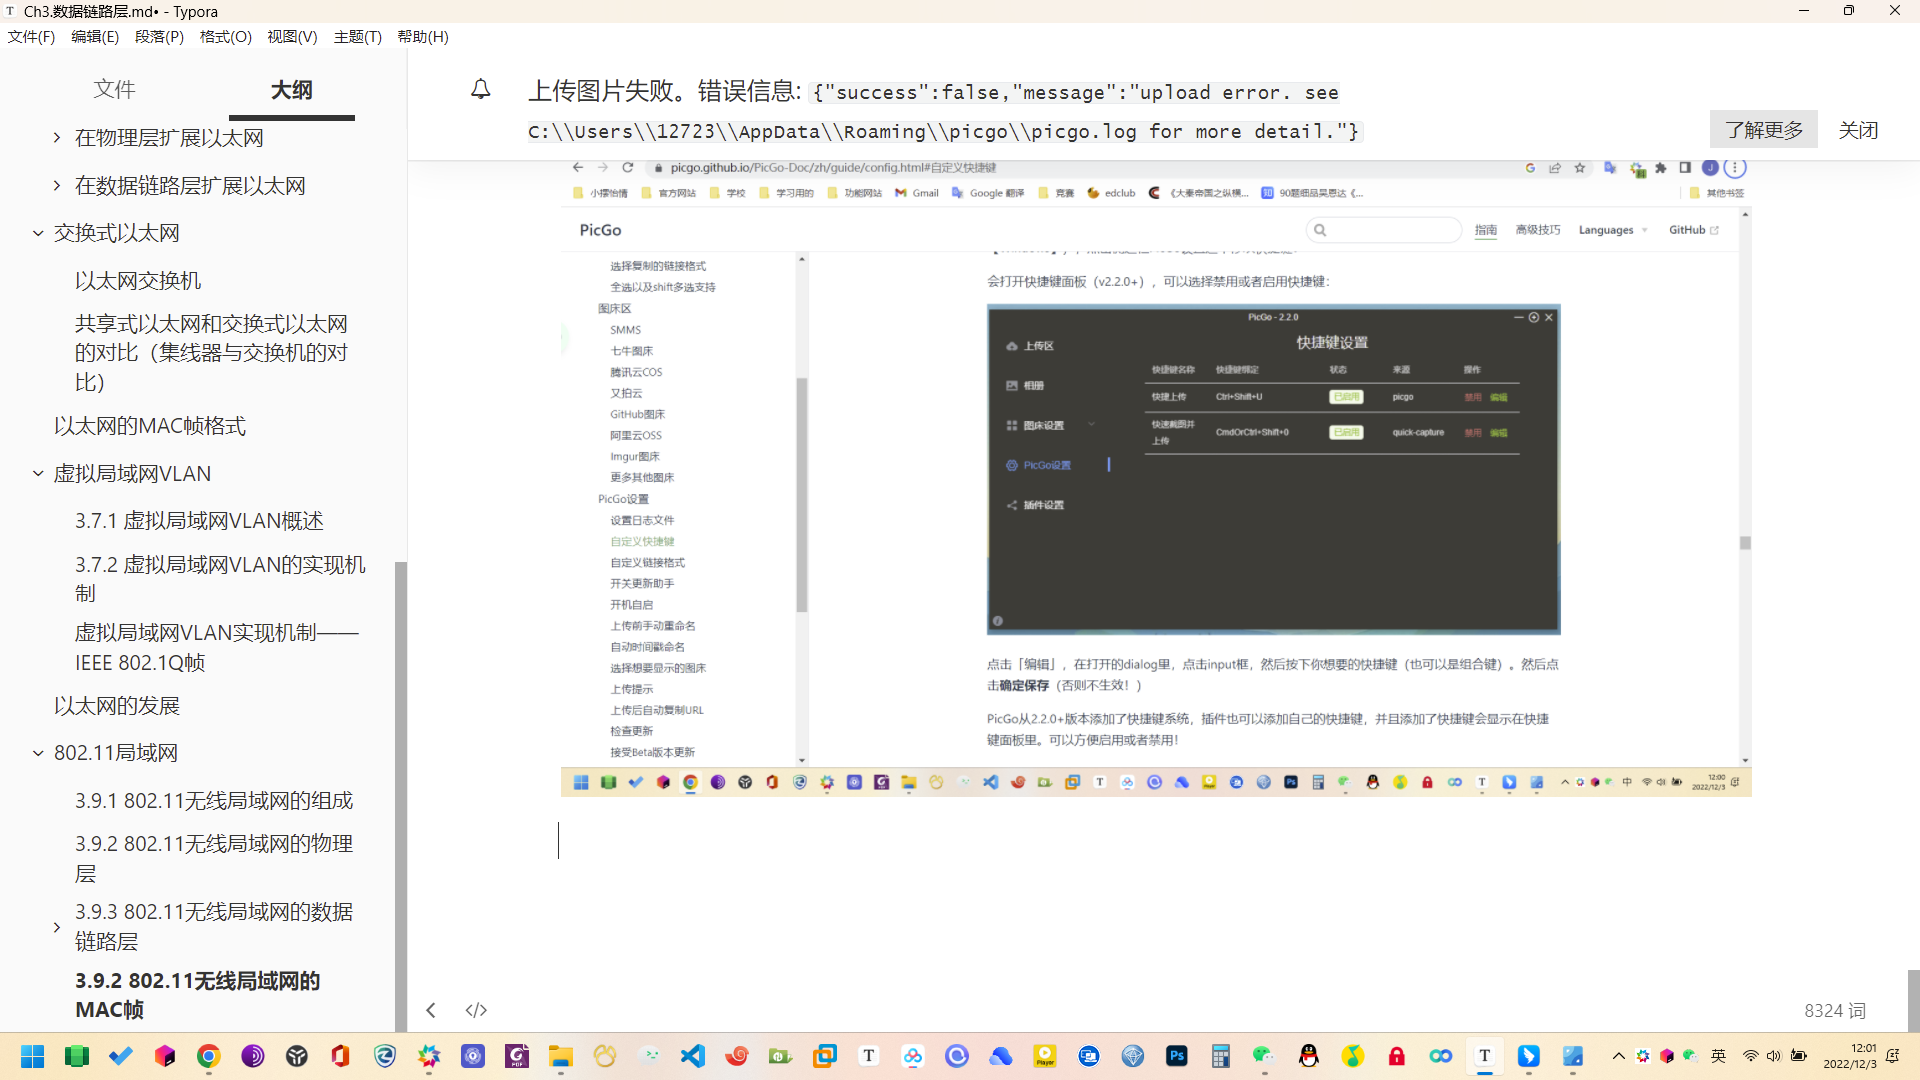 Ch3.数据链路层.md• - Typora
文件(F) 编辑(E) 段落(P) 格式(O) 视图(V) 主题(T) 帮助(H)
文件 大纲
在物理层扩展以太网
在数据链路层扩展以太网
交换式以太网
以太网交换机
共享式以太网和交换式以太网
的对比（集线器与交换机的对
比）
以太网的MAC帧格式
虚拟局域网VLAN
3.7.1 虚拟局域网VLAN概述
3.7.2 虚拟局域网VLAN的实现机
制
虚拟局域网VLAN实现机制——
IEEE 802.1Q帧
以太网的发展
802.11局域网
3.9.1 802.11无线局域网的组成
3.9.2 802.11无线局域网的物理
层
3.9.3 802.11无线局域网的数据
链路层
3.9.2 802.11无线局域网的
MAC帧
上传图片失败。错误信息: {"success":false,"message":"upload error. see
C:\\Users\\12723\\AppData\\Roaming\\picgo\\picgo.log for more detail."}
了解更多 关闭
picgo.github.io/PicGo-Doc/zh/guide/config.html#自定义快捷键
小摆怡情 官方网站 学校 学习用的 功能网站 Gmail Google 翻译 竞赛 edclub 《大秦帝国之纵横... 90题细品吴恩达《... 其他书签
PicGo
指南 高级技巧 Languages GitHub
选择复制的链接格式
全选以及shift多选支持
图床区
SMMS
七牛图床
腾讯云COS
又拍云
GitHub图床
阿里云OSS
Imgur图床
更多其他图床
PicGo设置
设置日志文件
自定义快捷键
自定义链接格式
开关更新助手
开机自启
上传前手动重命名
自动时间戳命名
选择想要显示的图床
上传提示
上传后自动复制URL
检查更新
接受Beta版本更新
会打开快捷键面板（v2.2.0+），可以选择禁用或者启用快捷键：
PicGo - 2.2.0
上传区
相册
图床设置
PicGo设置
插件设置
快捷键设置
快捷键名称 快捷键绑定 状态 来源 操作
快捷上传 Ctrl+Shift+U 已启用 picgo 禁用 编辑
快速截图并
上传 CmdOrCtrl+Shift+0 已启用 quick-capture 禁用 编辑
点击「编辑」，在打开的dialog里，点击input框，然后按下你想要的快捷键（也可以是组合键）。然后点
击确定保存（否则不生效！）
PicGo从2.2.0+版本添加了快捷键系统，插件也可以添加自己的快捷键，并且添加了快捷键会显示在快捷
键面板里。可以方便启用或者禁用！
中 12:00
2022/12/3
8324 词
英 12:01
2022/12/3